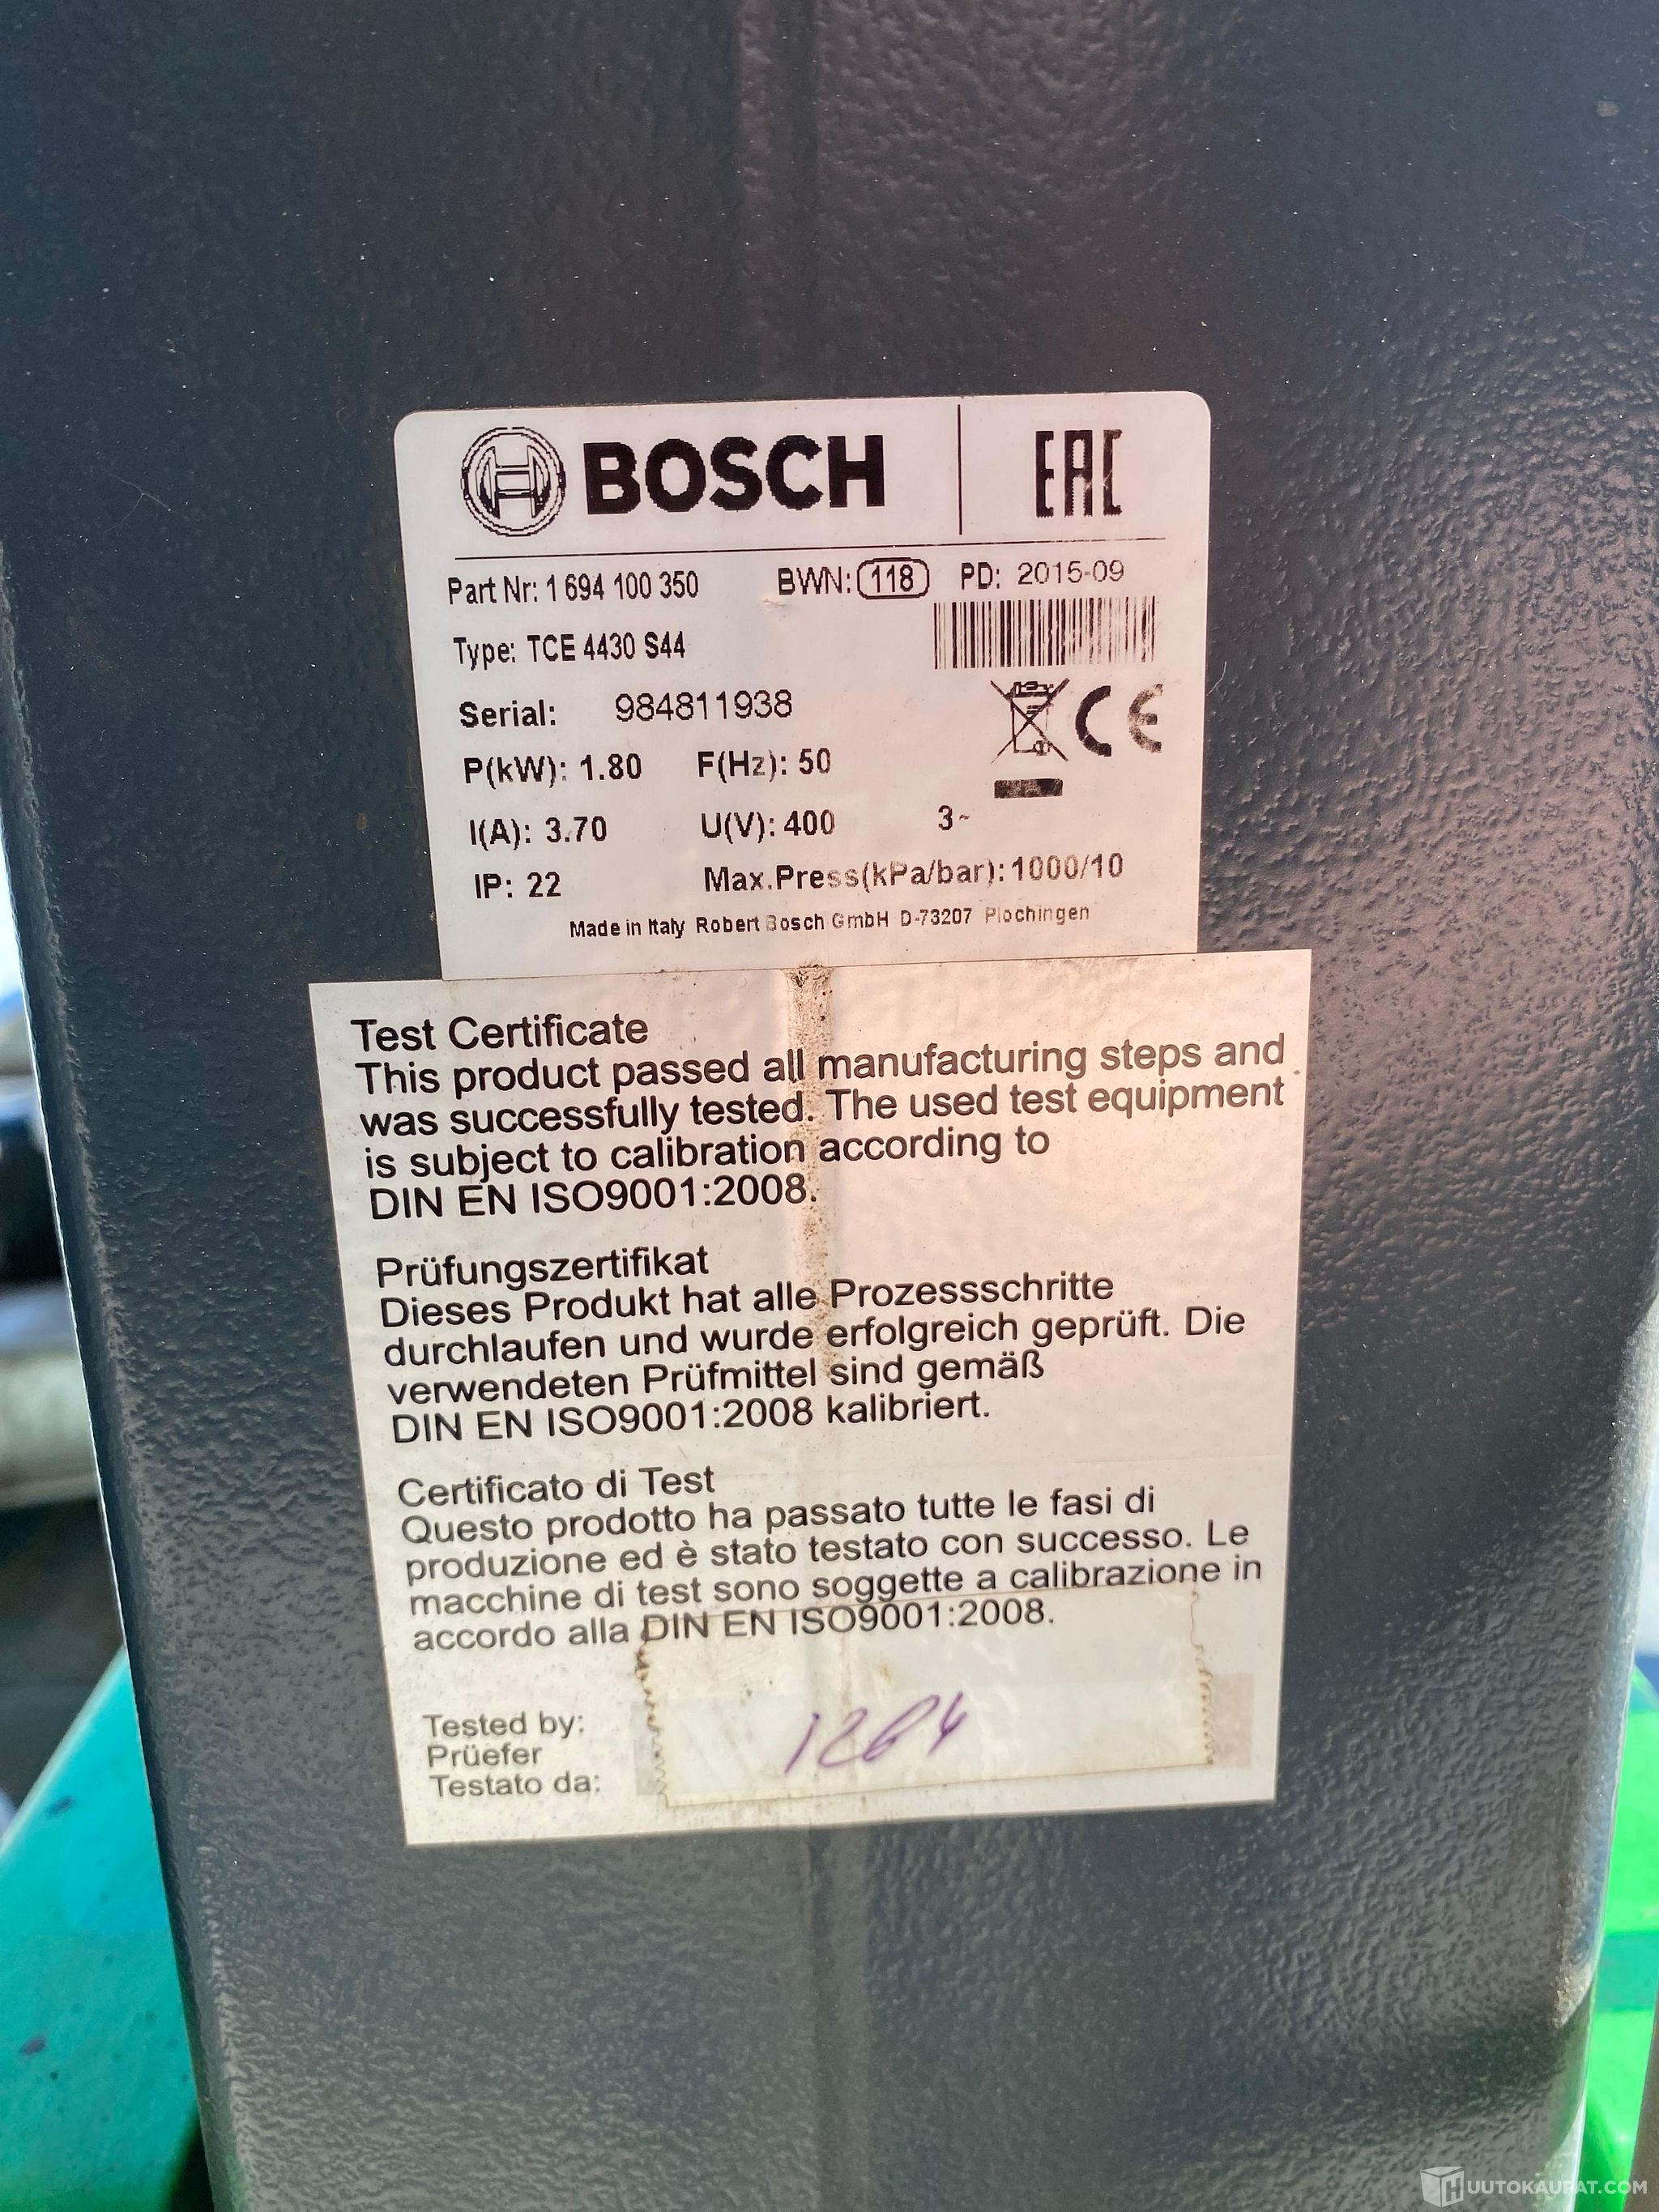 BOSCH EAC
Part Nr: 1 694 100 350 BWN: 118 PD: 2015-09
Type: TCE 4430 S44
Serial: 984811938
CE
P(kW): 1.80 F(Hz): 50
I(A): 3.70 U(V): 400 3~
IP: 22 Max.Press(kPa/bar): 1000/10
Made in Italy Robert Bosch GmbH D-73207 Plochingen
Test Certificate
This product passed all manufacturing steps and
was successfully tested. The used test equipment
is subject to calibration according to
DIN EN ISO9001:2008.
Prüfungszertifikat
Dieses Produkt hat alle Prozessschritte
durchlaufen und wurde erfolgreich geprüft. Die
verwendeten Prüfmittel sind gemäß
DIN EN ISO9001:2008 kalibriert.
Certificato di Test
Questo prodotto ha passato tutte le fasi di
produzione ed è stato testato con successo. Le
macchine di test sono soggette a calibrazione in
accordo alla DIN EN ISO9001:2008.
Tested by:
Prüefer
Testato da:
HUUTOKAUPAT.COM